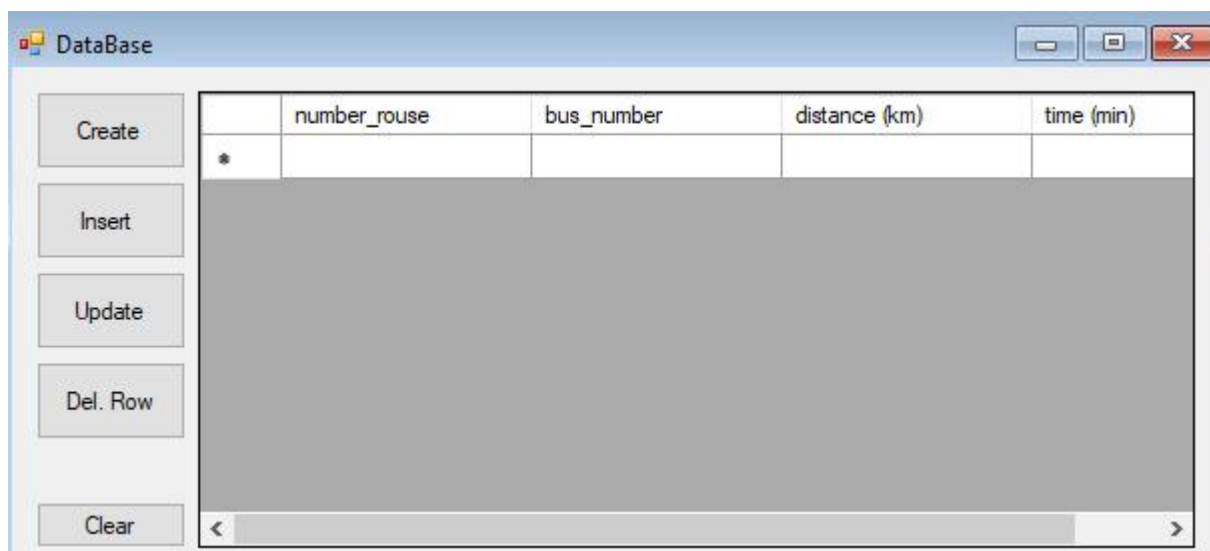 DataBase
Create
number_rouse bus_number distance (km) time (min)
*
Insert
Update
Del. Row
Clear